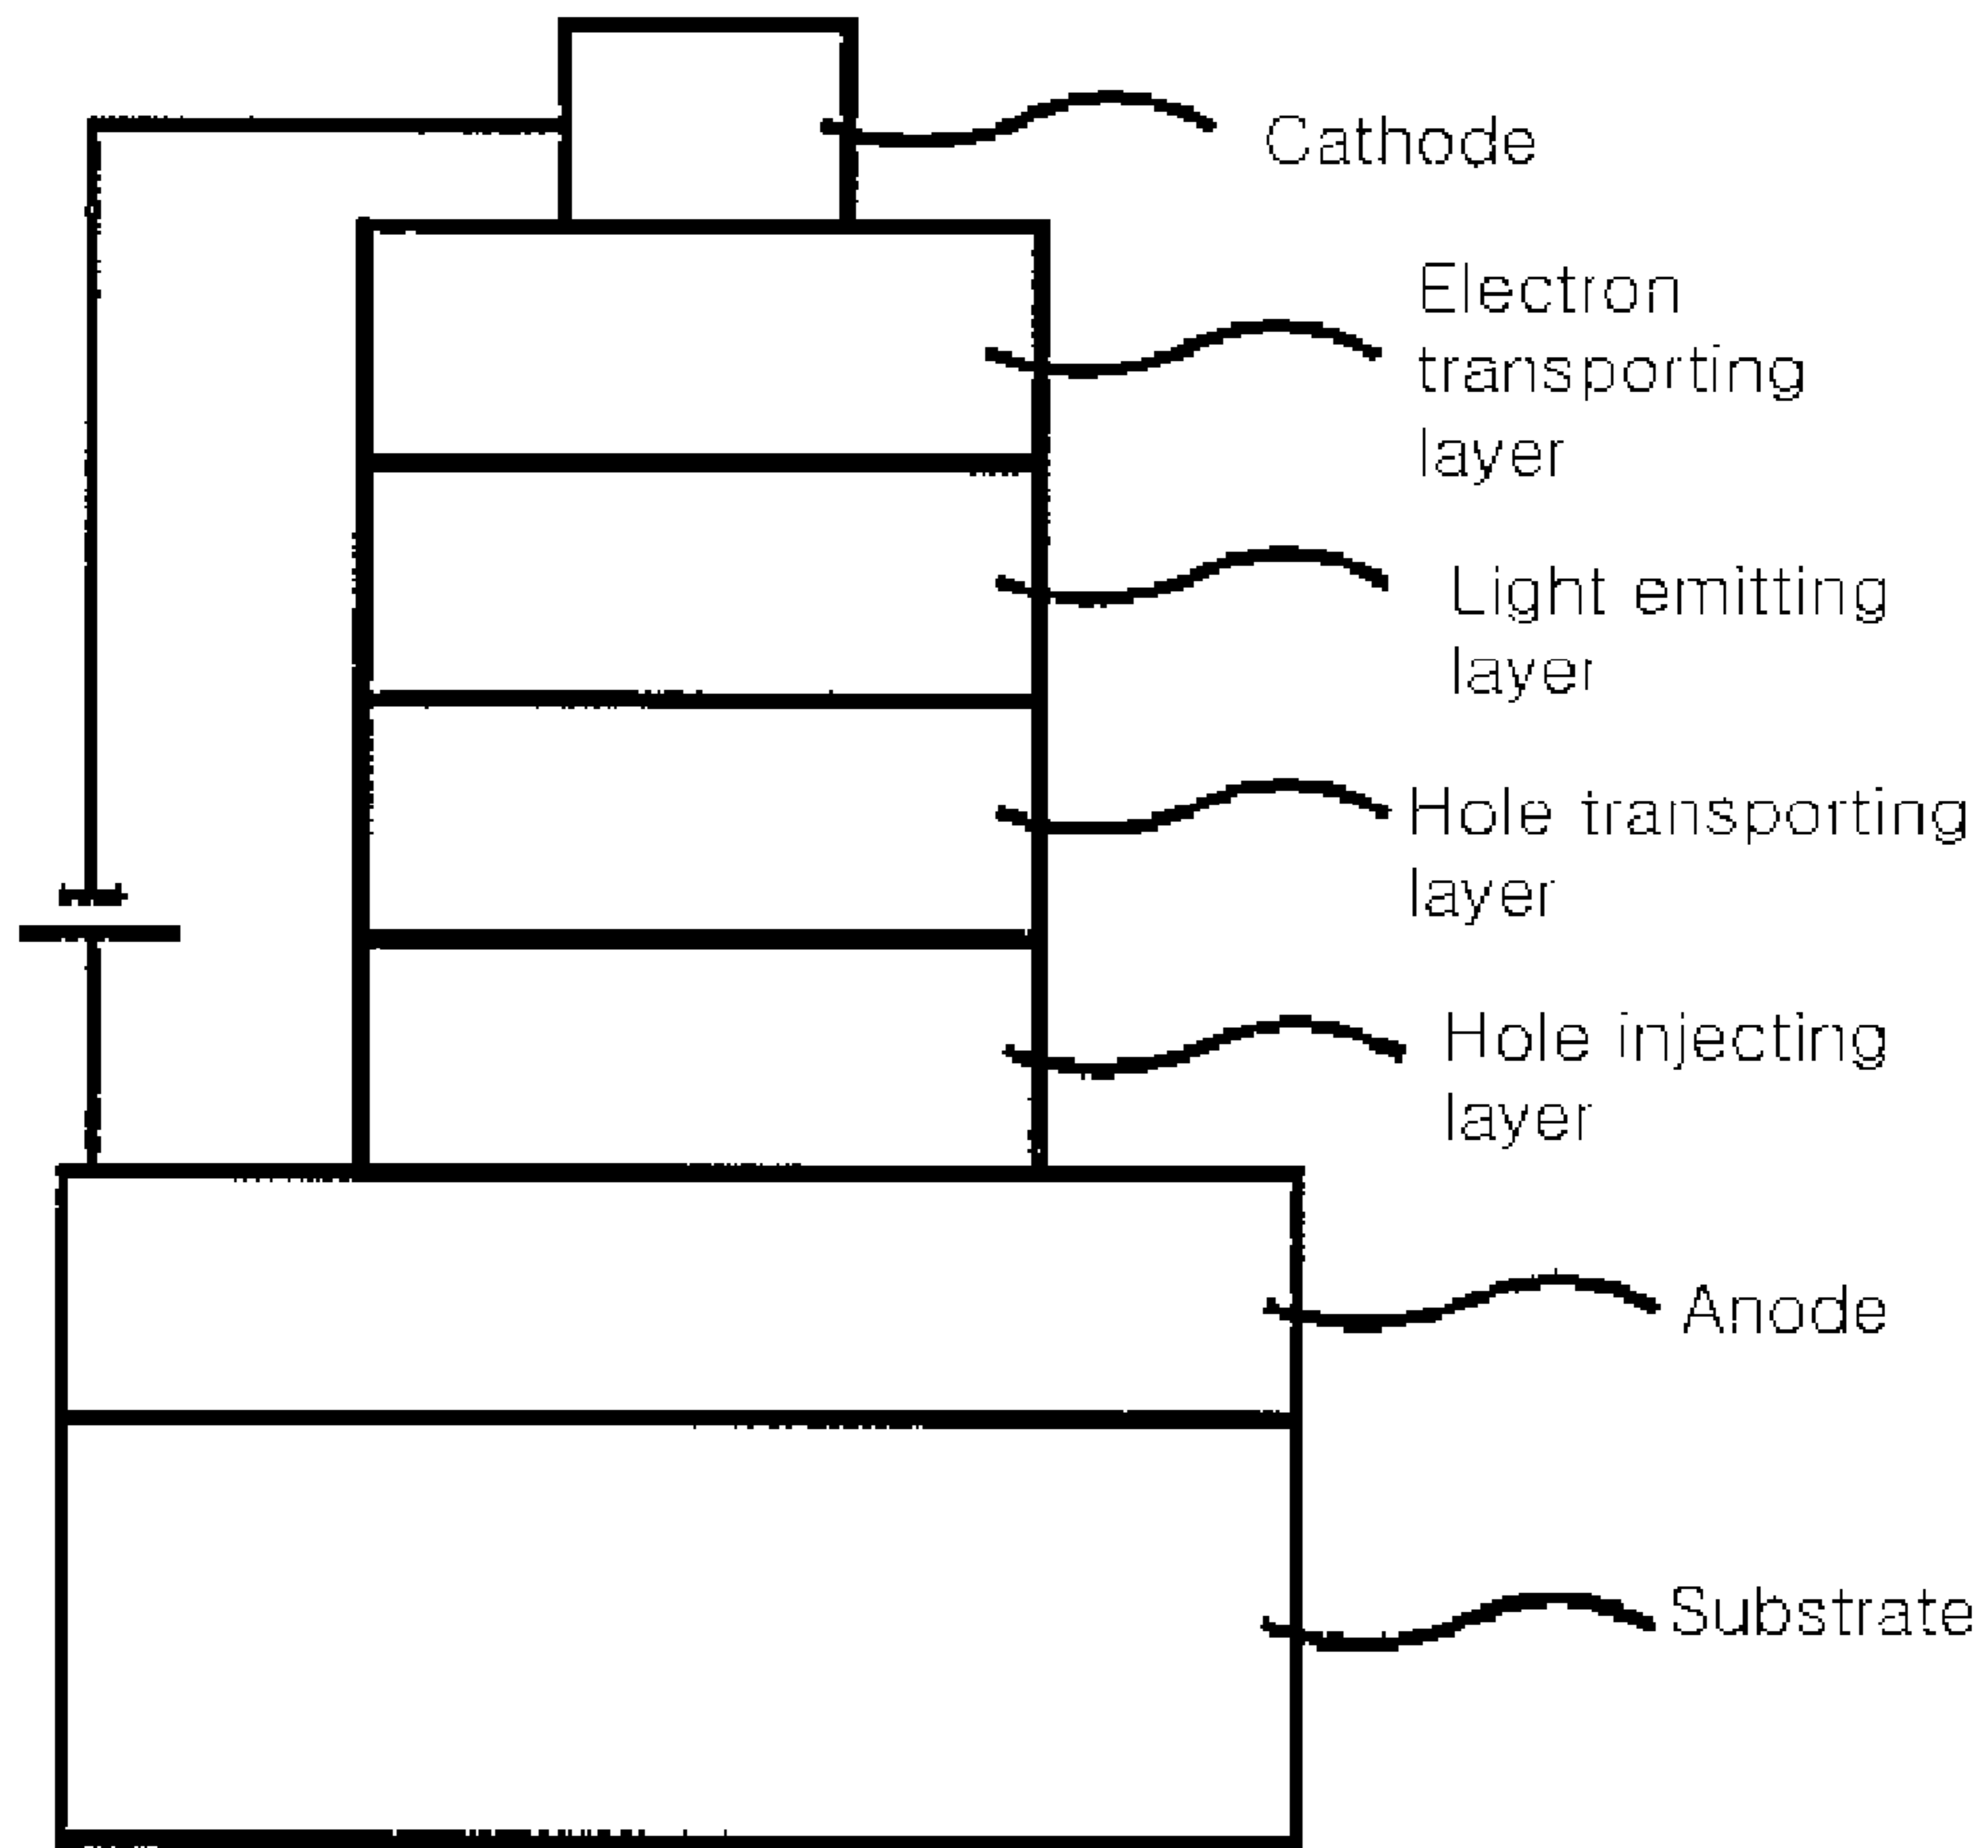 Cathode
Electron
transporting
layer
Light emitting
layer
Hole transporting
layer
Hole injecting
layer
Anode
Substrate